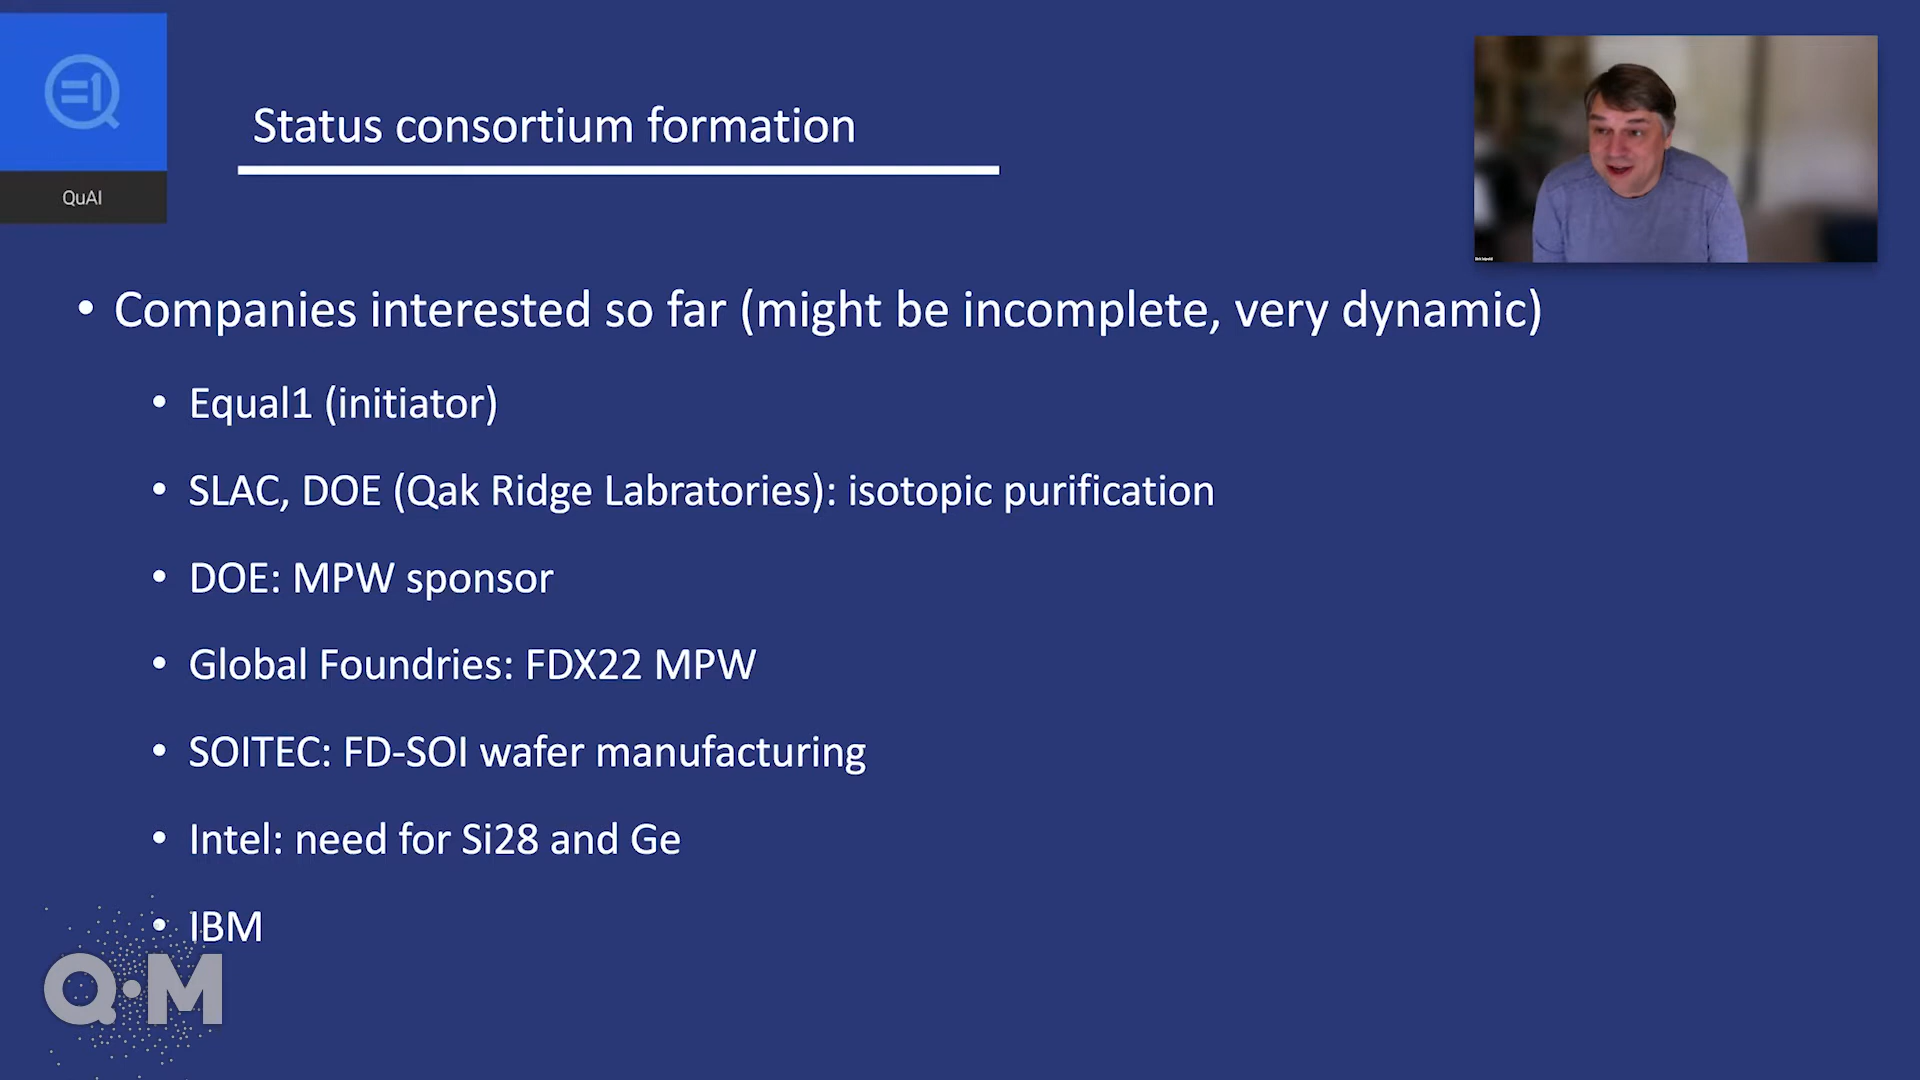 =1
QuAI
Status consortium formation
• Companies interested so far (might be incomplete, very dynamic)
• Equal1 (initiator)
• SLAC, DOE (Qak Ridge Labratories): isotopic purification
• DOE: MPW sponsor
• Global Foundries: FDX22 MPW
• SOITEC: FD-SOI wafer manufacturing
• Intel: need for Si28 and Ge
• IBM
Q·M